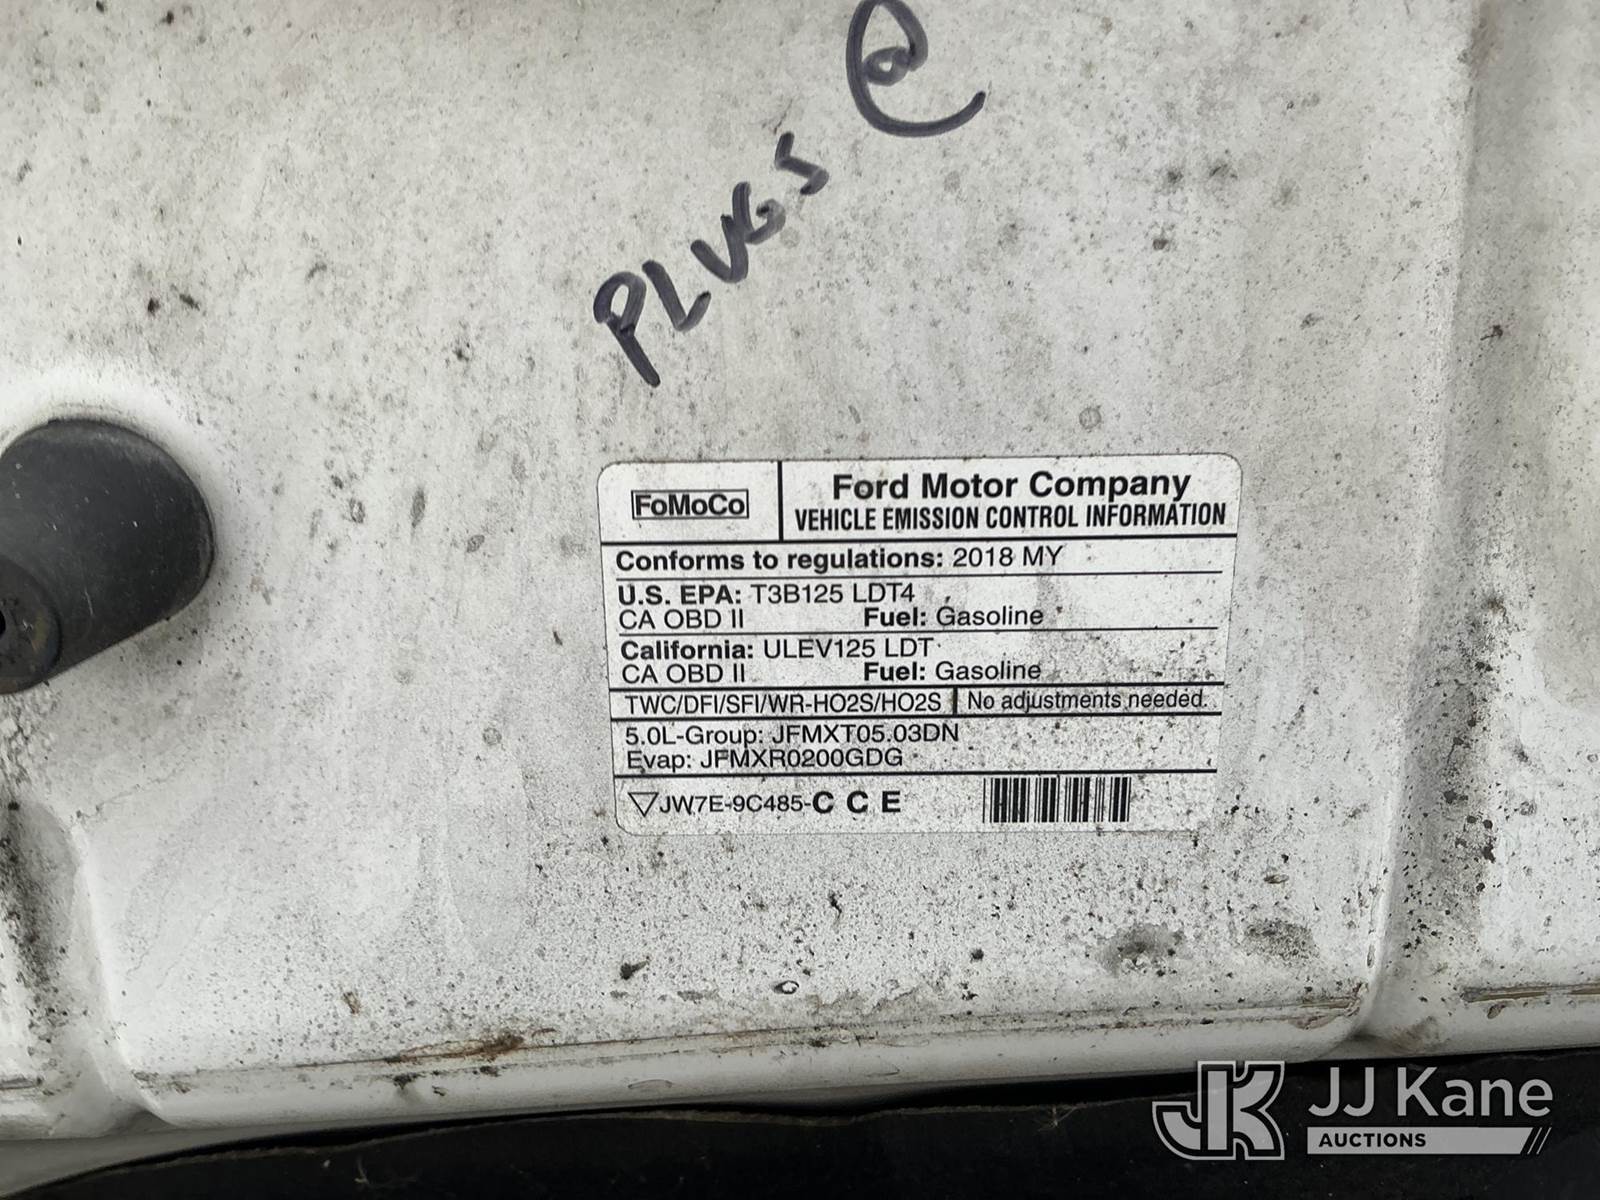 PLUGS @
FoMoCo
Ford Motor Company
VEHICLE EMISSION CONTROL INFORMATION
Conforms to regulations: 2018 MY
U.S. EPA: T3B125 LDT4
CA OBD II Fuel: Gasoline
California: ULEV125 LDT
CA OBD II Fuel: Gasoline
TWC/DFI/SFI/WR-HO2S/HO2S No adjustments needed.
5.0L-Group: JFMXT05.03DN
Evap: JFMXR0200GDG
JW7E-9C485-C C E
JK JJ Kane
AUCTIONS